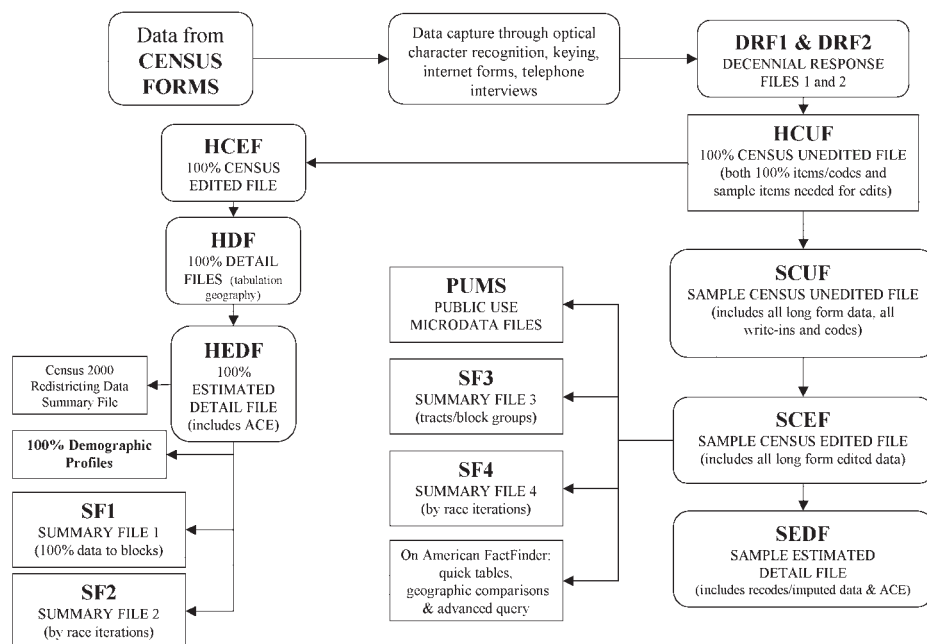 Data from
CENSUS
FORMS
Data capture through optical
character recognition, keying,
internet forms, telephone
interviews
DRF1 & DRF2
DECENNIAL RESPONSE
FILES 1 and 2
HCUF
100% CENSUS UNEDITED FILE
(both 100% items/codes and
sample items needed for edits)
HCEF
100% CENSUS
EDITED FILE
HDF
100% DETAIL
FILES (tabulation
geography)
HEDF
100%
ESTIMATED
DETAIL FILE
(includes ACE)
Census 2000
Redistricting Data
Summary File
100% Demographic
Profiles
SF1
SUMMARY FILE 1
(100% data to blocks)
SF2
SUMMARY FILE 2
(by race iterations)
PUMS
PUBLIC USE
MICRODATA FILES
SF3
SUMMARY FILE 3
(tracts/block groups)
SF4
SUMMARY FILE 4
(by race iterations)
On American FactFinder:
quick tables,
geographic comparisons
& advanced query
SCUF
SAMPLE CENSUS UNEDITED FILE
(includes all long form data, all
write-ins and codes)
SCEF
SAMPLE CENSUS EDITED FILE
(includes all long form edited data)
SEDF
SAMPLE ESTIMATED
DETAIL FILE
(includes recodes/imputed data & ACE)